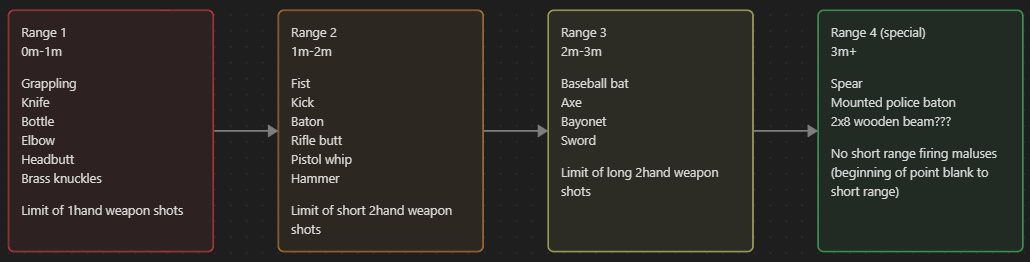 Range 1
0m-1m
Grappling
Knife
Bottle
Elbow
Headbutt
Brass knuckles
Limit of 1hand weapon shots
Range 2
1m-2m
Fist
Kick
Baton
Rifle butt
Pistol whip
Hammer
Limit of short 2hand weapon
shots
Range 3
2m-3m
Baseball bat
Axe
Bayonet
Sword
Limit of long 2hand weapon
shots
Range 4 (special)
3m+
Spear
Mounted police baton
2x8 wooden beam???
No short range firing maluses
(beginning of point blank to
short range)